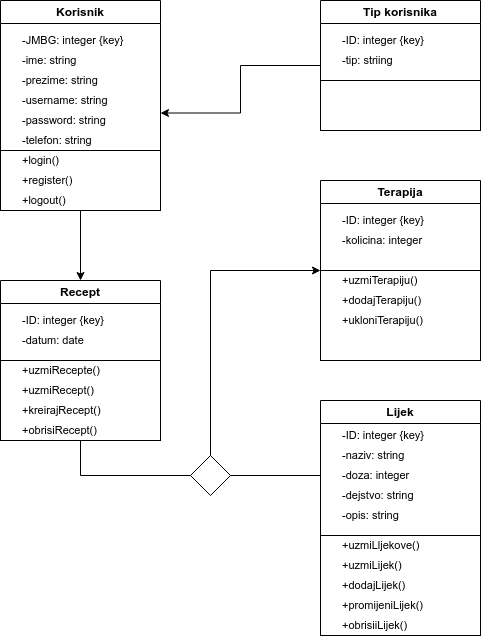 Korisnik
-JMBG: integer {key}
-ime: string
-prezime: string
-username: string
-password: string
-telefon: string
+login()
+register()
+logout()
Tip korisnika
-ID: integer {key}
-tip: striing
Terapija
-ID: integer {key}
-kolicina: integer
+uzmiTerapiju()
+dodajTerapiju()
+ukloniTerapiju()
Recept
-ID: integer {key}
-datum: date
+uzmiRecepte()
+uzmiRecept()
+kreirajRecept()
+obrisiRecept()
Lijek
-ID: integer {key}
-naziv: string
-doza: integer
-dejstvo: string
-opis: string
+uzmiLIjekove()
+uzmiLijek()
+dodajLijek()
+promijeniLijek()
+obrisiiLijek()